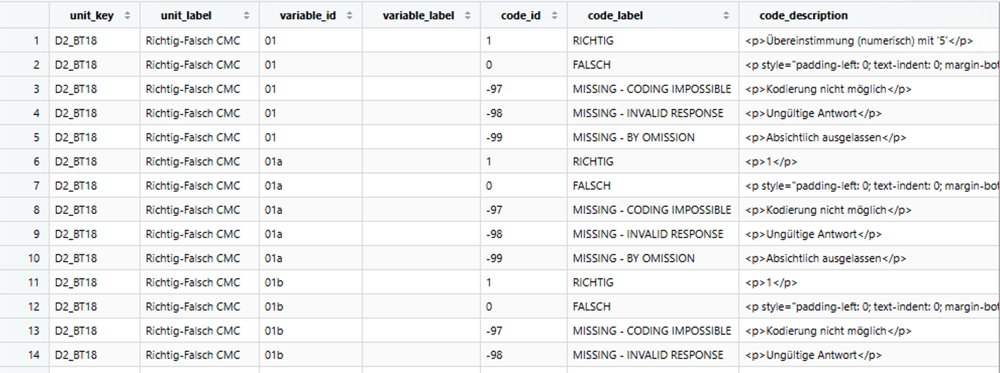 unit_key unit_label variable_id variable_label code_id code_label code_description
1 D2_BT18 Richtig-Falsch CMC 01 1 RICHTIG <p>Übereinstimmung (numerisch) mit '5'</p>
2 D2_BT18 Richtig-Falsch CMC 01 0 FALSCH <p style="padding-left: 0; text-indent: 0; margin-bot
3 D2_BT18 Richtig-Falsch CMC 01 -97 MISSING - CODING IMPOSSIBLE <p>Kodierung nicht möglich</p>
4 D2_BT18 Richtig-Falsch CMC 01 -98 MISSING - INVALID RESPONSE <p>Ungültige Antwort</p>
5 D2_BT18 Richtig-Falsch CMC 01 -99 MISSING - BY OMISSION <p>Absichtlich ausgelassen</p>
6 D2_BT18 Richtig-Falsch CMC 01a 1 RICHTIG <p>1</p>
7 D2_BT18 Richtig-Falsch CMC 01a 0 FALSCH <p style="padding-left: 0; text-indent: 0; margin-bot
8 D2_BT18 Richtig-Falsch CMC 01a -97 MISSING - CODING IMPOSSIBLE <p>Kodierung nicht möglich</p>
9 D2_BT18 Richtig-Falsch CMC 01a -98 MISSING - INVALID RESPONSE <p>Ungültige Antwort</p>
10 D2_BT18 Richtig-Falsch CMC 01a -99 MISSING - BY OMISSION <p>Absichtlich ausgelassen</p>
11 D2_BT18 Richtig-Falsch CMC 01b 1 RICHTIG <p>1</p>
12 D2_BT18 Richtig-Falsch CMC 01b 0 FALSCH <p style="padding-left: 0; text-indent: 0; margin-bot
13 D2_BT18 Richtig-Falsch CMC 01b -97 MISSING - CODING IMPOSSIBLE <p>Kodierung nicht möglich</p>
14 D2_BT18 Richtig-Falsch CMC 01b -98 MISSING - INVALID RESPONSE <p>Ungültige Antwort</p>